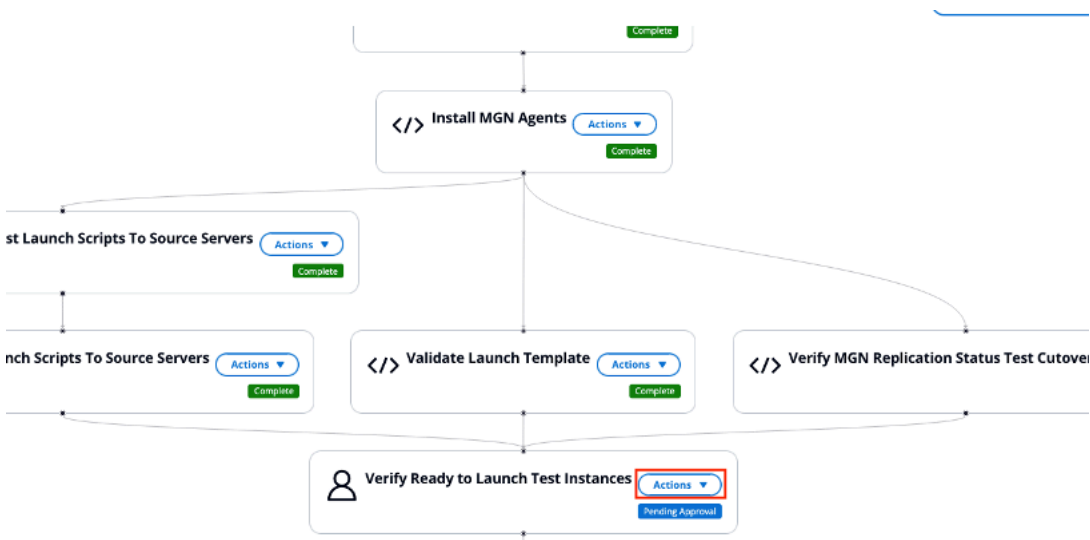 Complete
</> Install MGN Agents Actions ▼
Complete
st Launch Scripts To Source Servers Actions ▼
Complete
nch Scripts To Source Servers Actions ▼
Complete
</> Validate Launch Template Actions ▼
Complete
</> Verify MGN Replication Status Test Cutover
Verify Ready to Launch Test Instances Actions ▼
Pending Approval